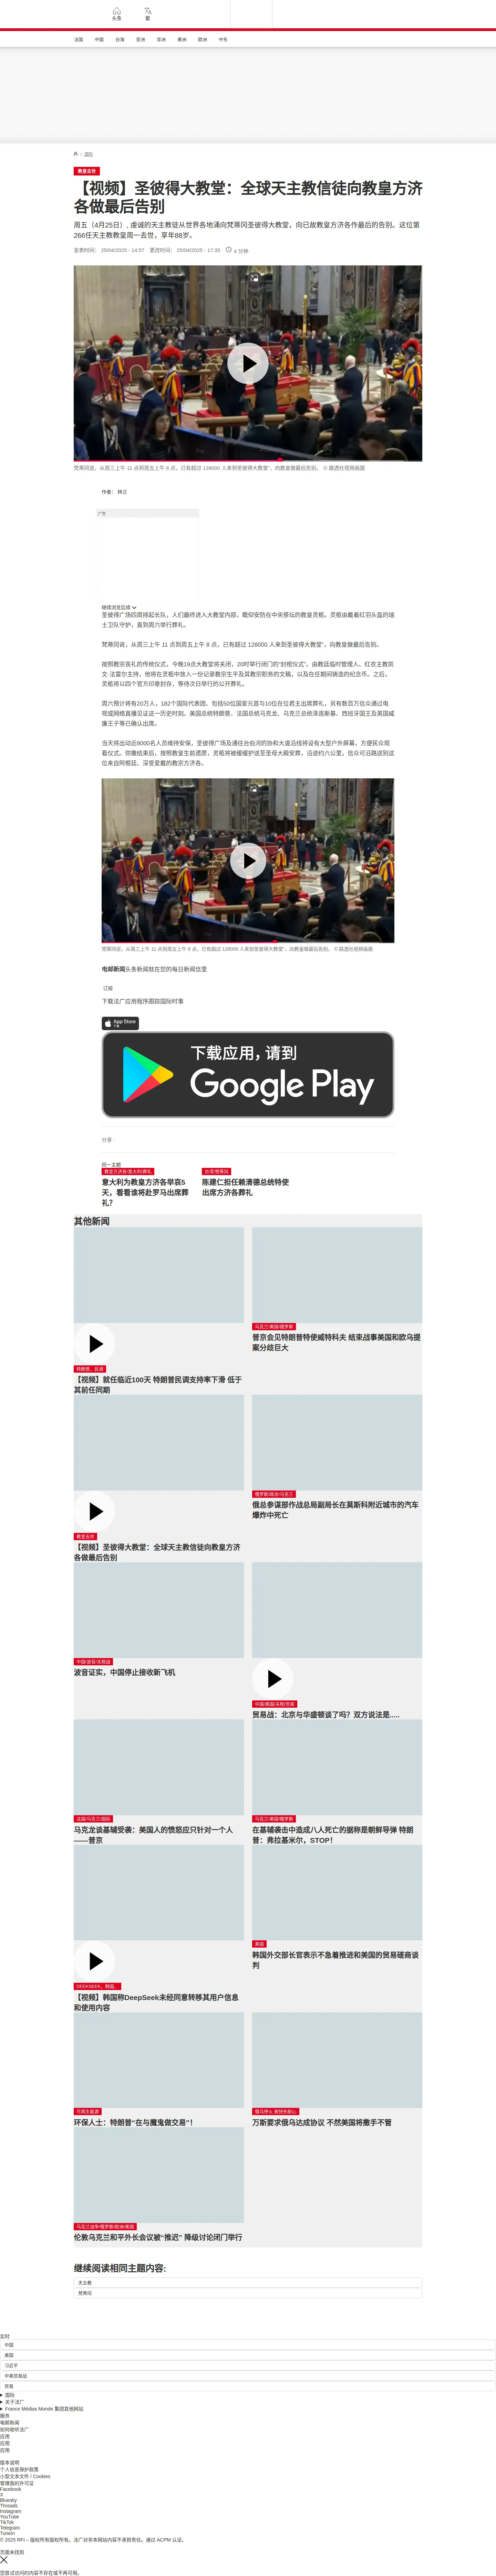 头条
繁
法国
中国
台海
亚洲
非洲
美洲
欧洲
中东
/ 国际
教皇去世
【视频】圣彼得大教堂：全球天主教信徒向教皇方济
各做最后告别
周五（4月25日）, 虔诚的天主教徒从世界各地涌向梵蒂冈圣彼得大教堂，向已故教皇方济各作最后的告别。这位第
266任天主教教皇周一去世，享年88岁。
发表时间： 25/04/2025 - 14:57 更改时间： 25/04/2025 - 17:35 4 分钟
梵蒂冈说，从周三上午 11 点到周五上午 8 点，已有超过 128000 人来到圣彼得大教堂”，向教皇做最后告别。 © 路透社视频画面
作者： 林兰
广告
继续浏览后续
圣彼得广场四周排起长队，人们最终进入大教堂内部，瞻仰安防在中央祭坛的教皇灵柩。灵柩由戴着红羽头盔的瑞
士卫队守护，直到周六举行葬礼。
梵蒂冈说，从周三上午 11 点到周五上午 8 点，已有超过 128000 人来到圣彼得大教堂”，向教皇做最后告别。
按照教宗丧礼的传统仪式，今晚19点大教堂将关闭，20时举行闭门的“封棺仪式”。由教廷临时管理人、红衣主教凯
文·法雷尔主持。他将在灵柩中放入一份记录教宗生平及其教宗职务的文稿，以及在任期间铸造的纪念币。之后，
灵柩将以四个官方印章封存，等待次日举行的公开葬礼。
周六预计将有20万人，182个国际代表团、包括50位国家元首与10位在位君主出席葬礼，另有数百万信众通过电
视或网络直播见证这一历史时刻。美国总统特朗普、法国总统马克龙、乌克兰总统泽连斯基、西班牙国王及英国威
廉王子等已确认出席。
当天将出动近8000名人员维持安保，圣彼得广场及通往台伯河的协和大道沿线将设有大型户外屏幕，方便民众观
看仪式。弥撒结束后，按照教皇生前遗愿，灵柩将被缓缓护送至圣母大殿安葬，沿途约六公里，信众可沿路送别这
位来自阿根廷、深受爱戴的教宗方济各。
梵蒂冈说，从周三上午 11 点到周五上午 8 点，已有超过 128000 人来到圣彼得大教堂”，向教皇做最后告别。 © 路透社视频画面
电邮新闻头条新闻就在您的每日新闻信里
订阅
下载法广应用程序跟踪国际时事
App Store
下载
下载应用，请到
Google Play
分享 :
同一主题
教皇方济各/意大利/葬礼
意大利为教皇方济各举哀5
天，看看谁将赴罗马出席葬
礼？
台湾/梵蒂冈
陈建仁担任赖清德总统特使
出席方济各葬礼
其他新闻
特朗普、民调
【视频】就任临近100天 特朗普民调支持率下滑 低于
其前任同期
乌克兰/美国/俄罗斯
普京会见特朗普特使威特科夫 结束战事美国和欧乌提
案分歧巨大
教皇去世
【视频】圣彼得大教堂：全球天主教信徒向教皇方济
各做最后告别
俄罗斯/政治/乌克兰
俄总参谋部作战总局副局长在莫斯科附近城市的汽车
爆炸中死亡
中国/波音/关税战
波音证实，中国停止接收新飞机
中国/美国/关税/贸易
贸易战：北京与华盛顿谈了吗？双方说法是.....
法国/乌克兰/国际
马克龙谈基辅受袭：美国人的愤怒应只针对一个人
——普京
乌克兰/美国/俄罗斯
在基辅袭击中造成八人死亡的据称是朝鲜导弹 特朗
普：弗拉基米尔，STOP！
DEEKSEEK、韩国、
【视频】韩国称DeepSeek未经同意转移其用户信息
和使用内容
美国
韩国外交部长官表示不急着推进和美国的贸易磋商谈
判
可再生能源
环保人士：特朗普“在与魔鬼做交易”！
俄乌停火 前技失耐心
万斯要求俄乌达成协议 不然美国将撒手不管
乌克兰战争/俄罗斯/欧洲/美国
伦敦乌克兰和平外长会议被“推迟” 降级讨论闭门举行
继续阅读相同主题内容:
天主教
梵蒂冈
实时
中国
美国
习近平
中美贸易战
贸易
国际
关于法广
France Médias Monde 集团其他网站
服务
电邮新闻
如何收听法广
应用
应用
应用
版本说明
个人信息保护政策
小型文本文件 / Cookies
管理我的许可证
Facebook
X
Bluesky
Threads
Instagram
YouTube
TikTok
Telegram
TuneIn
© 2025 RFI – 版权所有版权所有。法广对非本网站内容不承担责任。通过 ACPM 认证。
页面未找到
您尝试访问的内容不存在或不再可用。